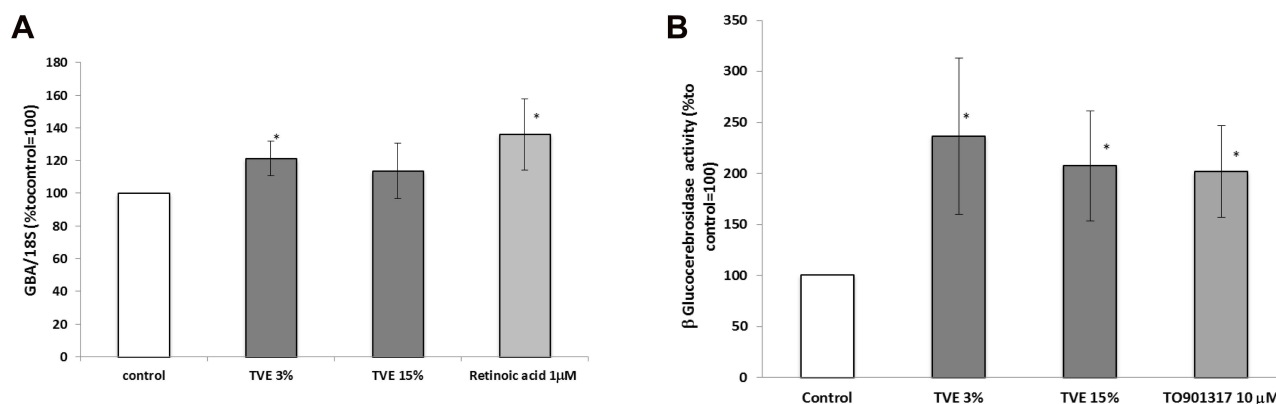 A
GBA/18S (%tocontrol=100)
180
160
140
120
100
80
60
40
20
0
*
*
control
TVE 3%
TVE 15%
Retinoic acid 1μM
B
β Glucocerebrosidase activity (%to
control=100)
350
300
250
200
150
100
50
0
*
*
*
Control
TVE 3%
TVE 15%
TO901317 10 μM